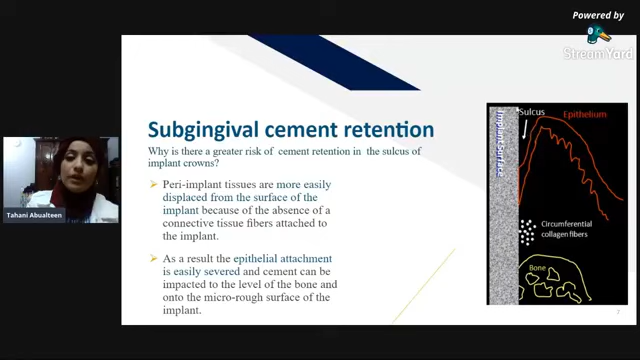 Powered by
StreamYard
Subgingival cement retention
Why is there a greater risk of cement retention in the sulcus of
implant crowns?
Peri-implant tissues are more easily
displaced from the surface of the
implant because of the absence of a
connective tissue fibers attached to
the implant.
As a result the epithelial attachment
is easily severed and cement can be
impacted to the level of the bone and
onto the micro-rough surface of the
implant.
Sulcus
Epithelium
Implant Surface
Circumferential
collagen fibers
Bone
7
Tahani Abualteen